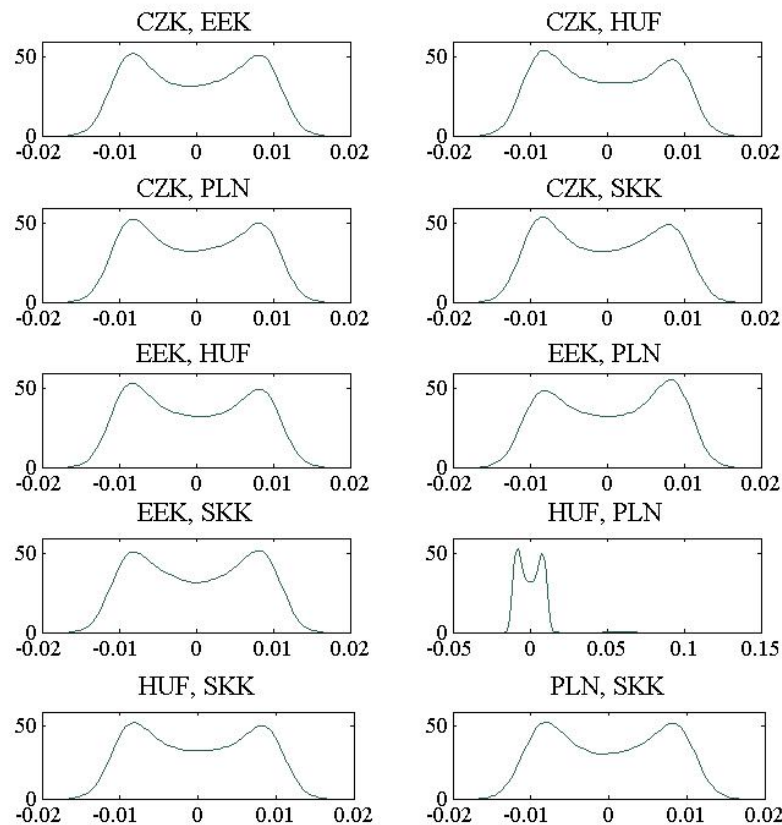 CZK, EEK
CZK, HUF
50
0
-0.02 -0.01 0 0.01 0.02
50
0
-0.02 -0.01 0 0.01 0.02
CZK, PLN
CZK, SKK
50
0
-0.02 -0.01 0 0.01 0.02
50
0
-0.02 -0.01 0 0.01 0.02
EEK, HUF
EEK, PLN
50
0
-0.02 -0.01 0 0.01 0.02
50
0
-0.02 -0.01 0 0.01 0.02
EEK, SKK
HUF, PLN
50
0
-0.02 -0.01 0 0.01 0.02
50
0
-0.05 0 0.05 0.1 0.15
HUF, SKK
PLN, SKK
50
0
-0.02 -0.01 0 0.01 0.02
50
0
-0.02 -0.01 0 0.01 0.02